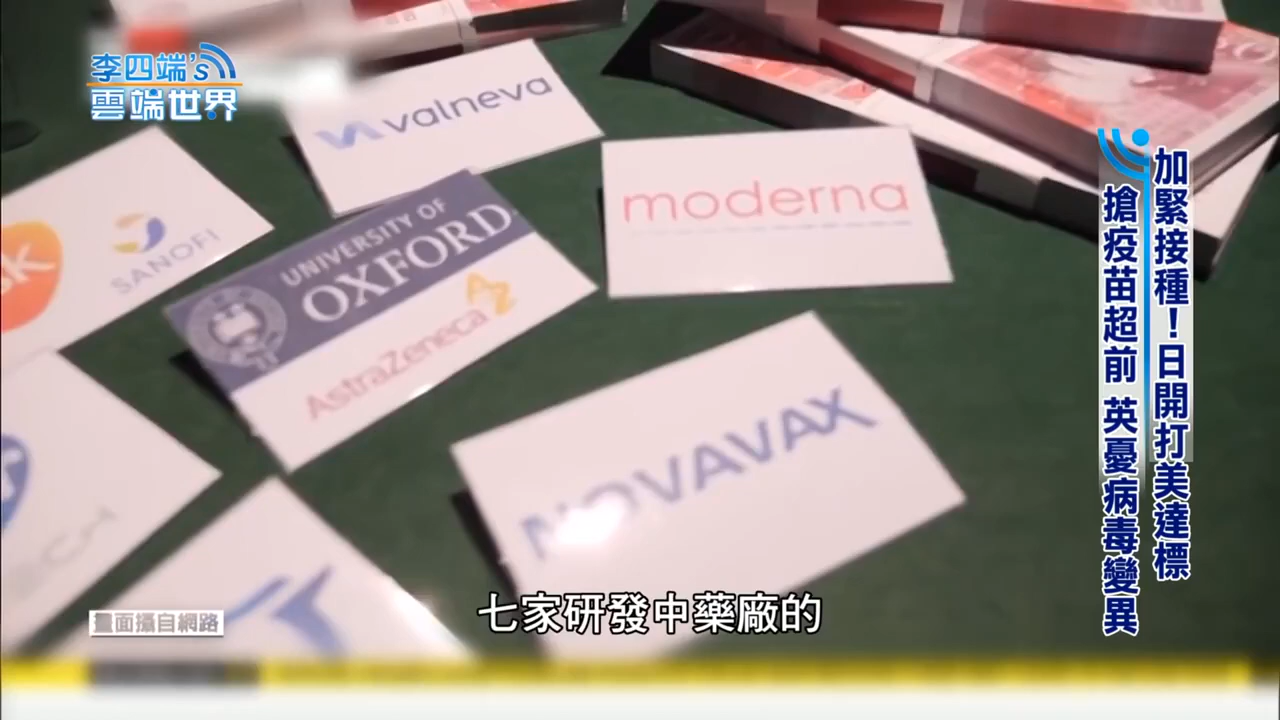 李四端's
雲端世界
valneva
moderna
UNIVERSITY OF
OXFORD
AstraZeneca
SANOFI
NOVAVAX
加緊接種！日開打美達標
搶疫苗超前 英憂病毒變異
七家研發中藥廠的
畫面攝自網路